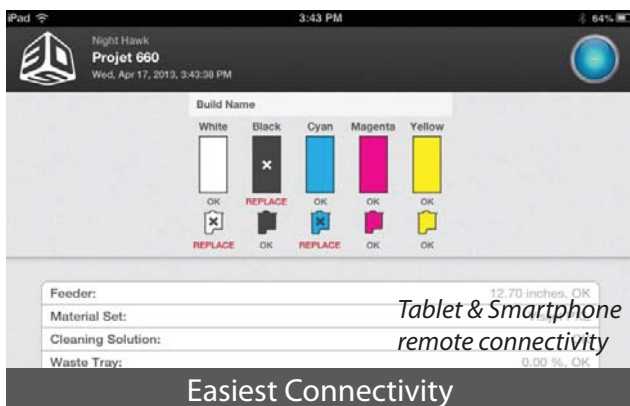 iPad 3:43 PM 64%
Night Hawk
Projet 660
Wed, Apr 17, 2013, 3:43:38 PM
Build Name
White Black Cyan Magenta Yellow
OK REPLACE OK OK OK
REPLACE OK REPLACE OK OK
Feeder: 12.70 inches, OK
Material Set:
Tablet & Smartphone
Cleaning Solution:
remote connectivity
Waste Tray: 0.00 %, OK
Easiest Connectivity